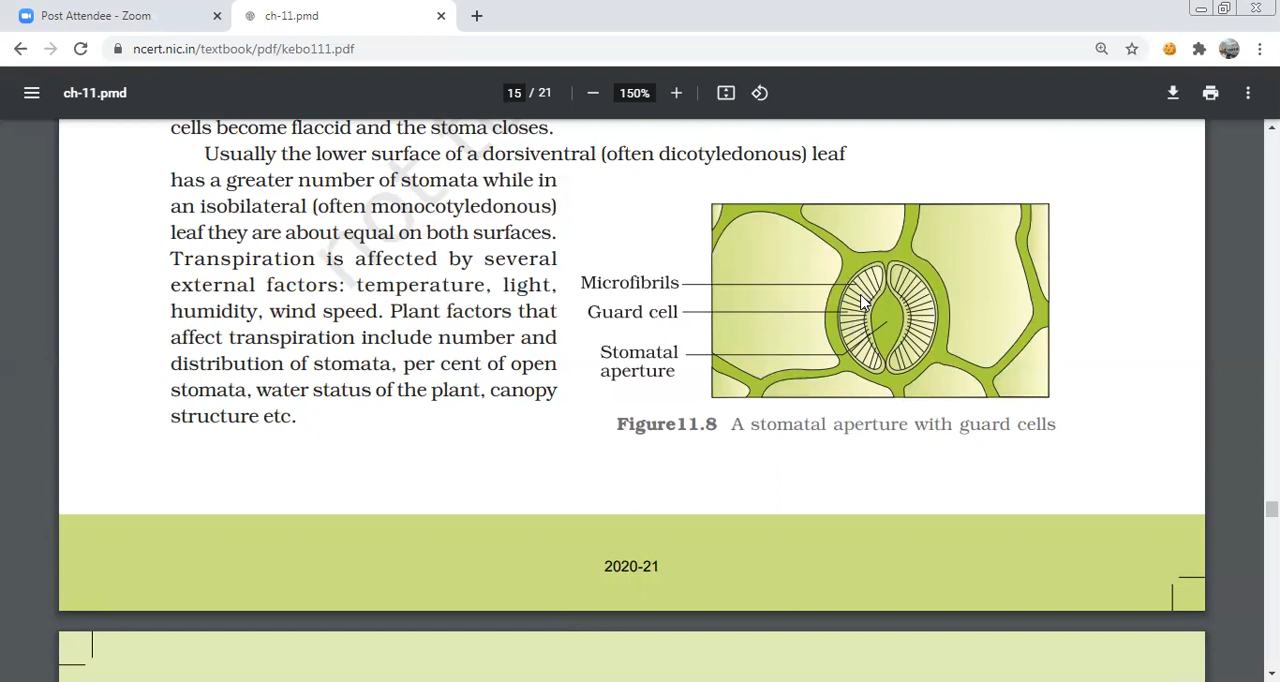 Post Attendee - Zoom
ch-11.pmd
ncert.nic.in/textbook/pdf/kebo111.pdf
ch-11.pmd
15 / 21
150%
cells become flaccid and the stoma closes.
Usually the lower surface of a dorsiventral (often dicotyledonous) leaf
has a greater number of stomata while in
an isobilateral (often monocotyledonous)
leaf they are about equal on both surfaces.
Transpiration is affected by several
external factors: temperature, light,
humidity, wind speed. Plant factors that
affect transpiration include number and
distribution of stomata, per cent of open
stomata, water status of the plant, canopy
structure etc.
Microfibrils
Guard cell
Stomatal
aperture
Figure11.8 A stomatal aperture with guard cells
not
2020-21